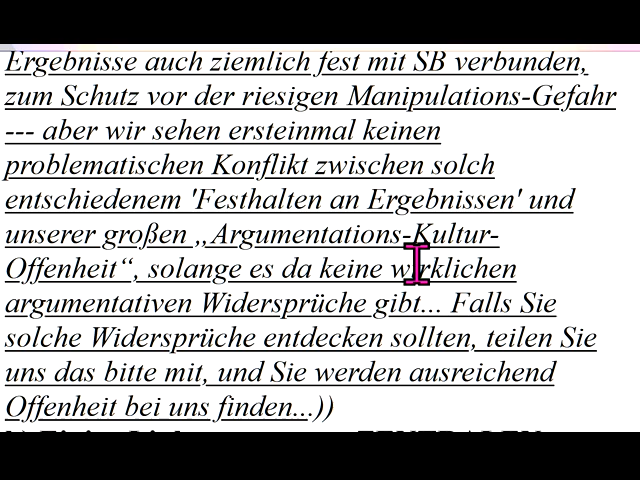 Ergebnisse auch ziemlich fest mit SB verbunden,
zum Schutz vor der riesigen Manipulations-Gefahr
--- aber wir sehen ersteinmal keinen
problematischen Konflikt zwischen solch
entschiedenem 'Festhalten an Ergebnissen' und
unserer großen „Argumentations-Kultur-
Offenheit“, solange es da keine wirklichen
argumentativen Widersprüche gibt... Falls Sie
solche Widersprüche entdecken sollten, teilen Sie
uns das bitte mit, und Sie werden ausreichend
Offenheit bei uns finden...))